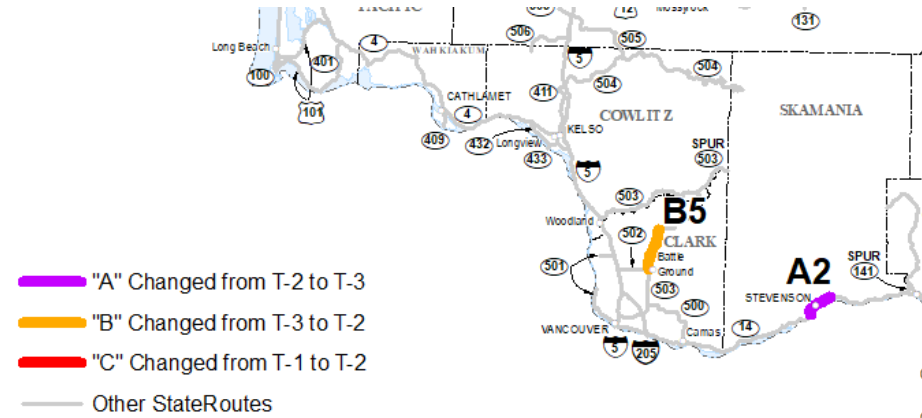 PACIFIC
12
Mossyrock
131
506
505
Long Beach
4
WAHKIAKUM
5
401
100
504
504
411
101
CATHLAMET
COWLITZ
SKAMANIA
4
KELSO
409
432
Longview
433
SPUR
503
5
503
B5
Woodland
502
CLARK
Battle
Ground
501
503
A2
SPUR
141
STEVENSON
500
VANCOUVER
Camas
14
5
205
"A" Changed from T-2 to T-3
"B" Changed from T-3 to T-2
"C" Changed from T-1 to T-2
Other StateRoutes